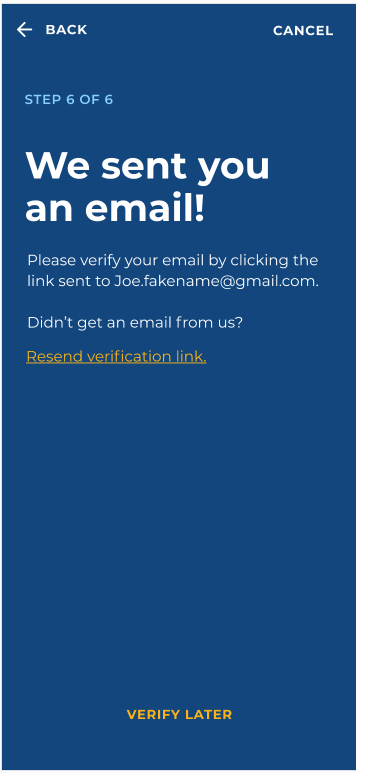 BACK
CANCEL
STEP 6 OF 6
We sent you
an email!
Please verify your email by clicking the
link sent to Joe.fakename@gmail.com.
Didn’t get an email from us?
Resend verification link.
VERIFY LATER